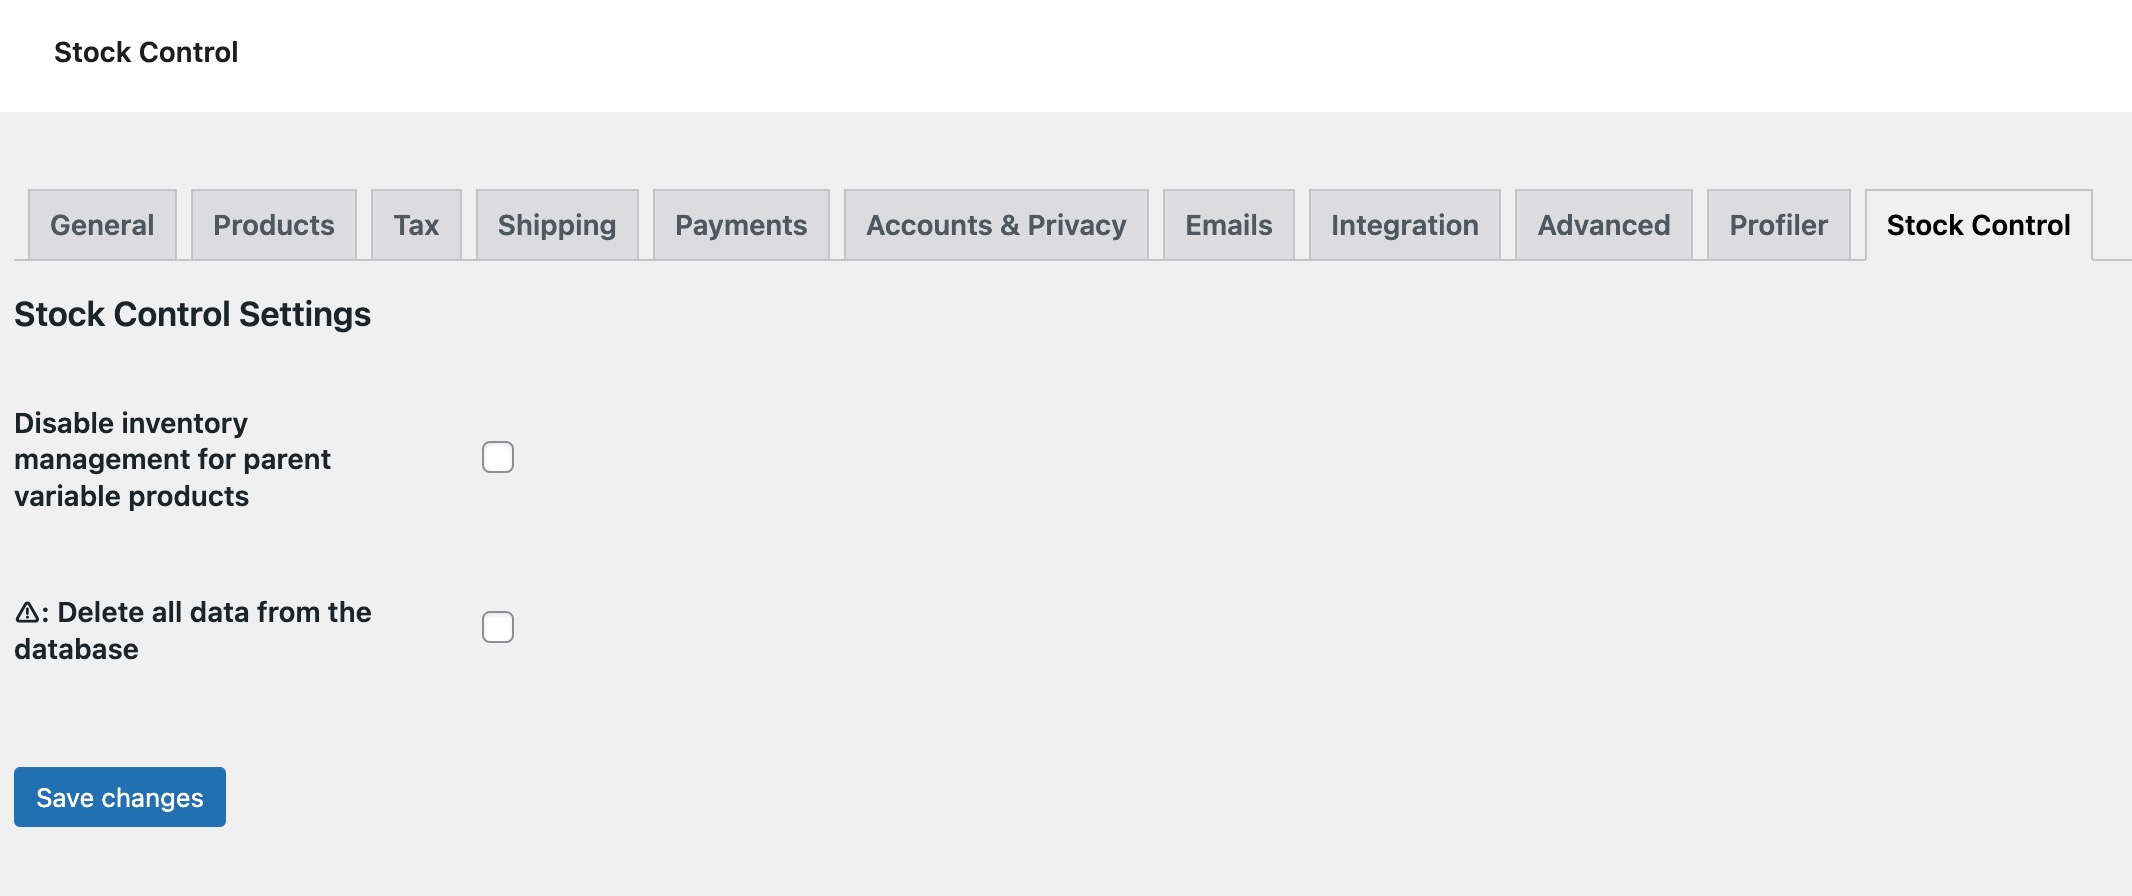 Stock Control
General Products Tax Shipping Payments Accounts & Privacy Emails Integration Advanced Profiler Stock Control
Stock Control Settings
Disable inventory
management for parent
variable products
⚠: Delete all data from the
database
Save changes